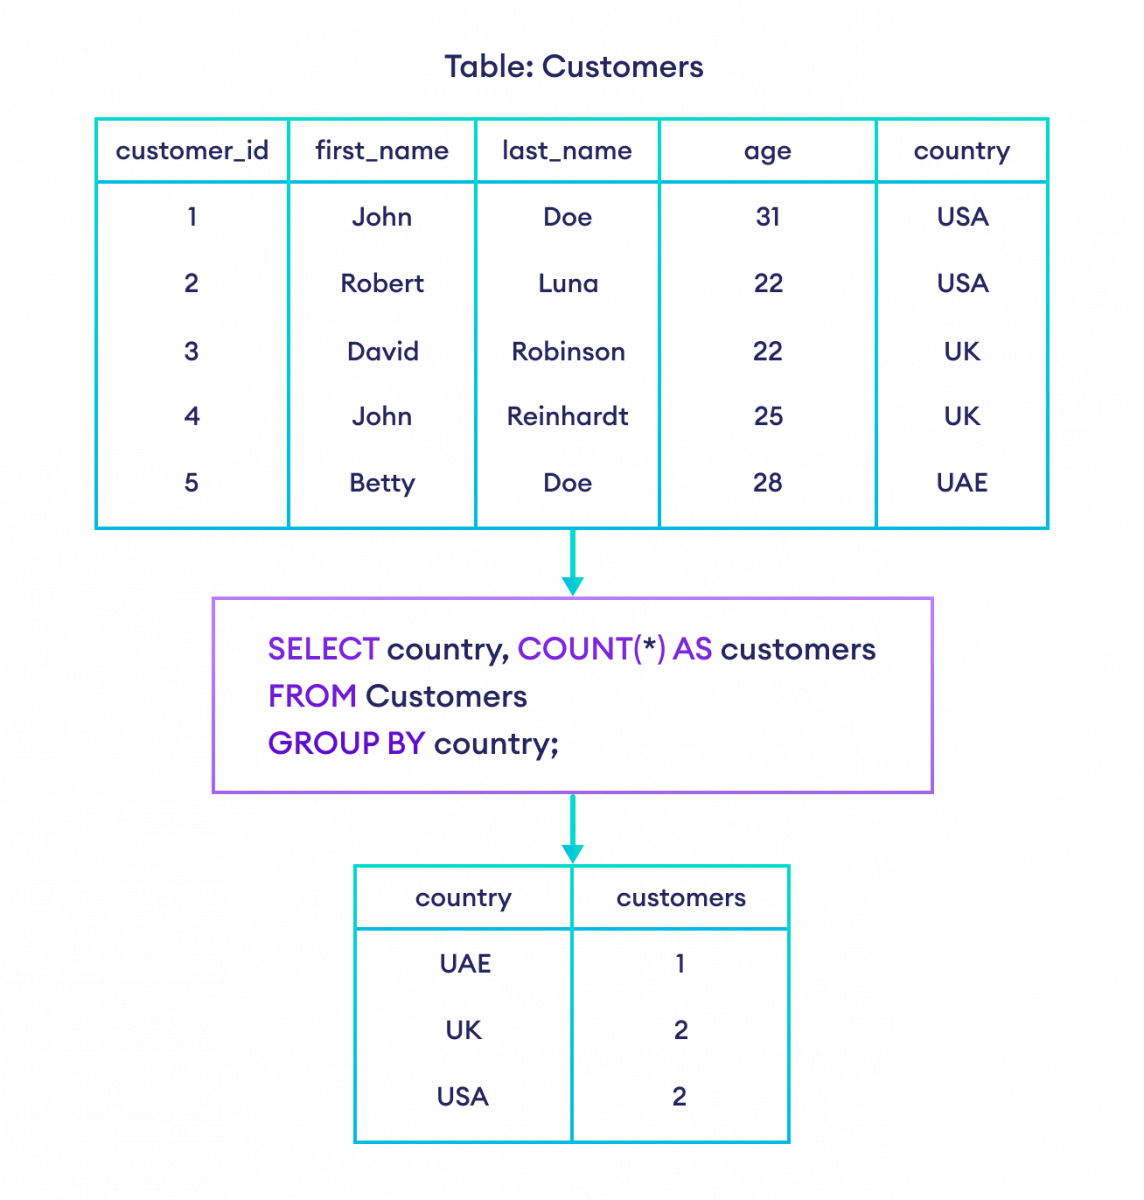 Table: Customers
customer_id first_name last_name age country
1 John Doe 31 USA
2 Robert Luna 22 USA
3 David Robinson 22 UK
4 John Reinhardt 25 UK
5 Betty Doe 28 UAE
SELECT country, COUNT(*) AS customers
FROM Customers
GROUP BY country;
country customers
UAE 1
UK 2
USA 2